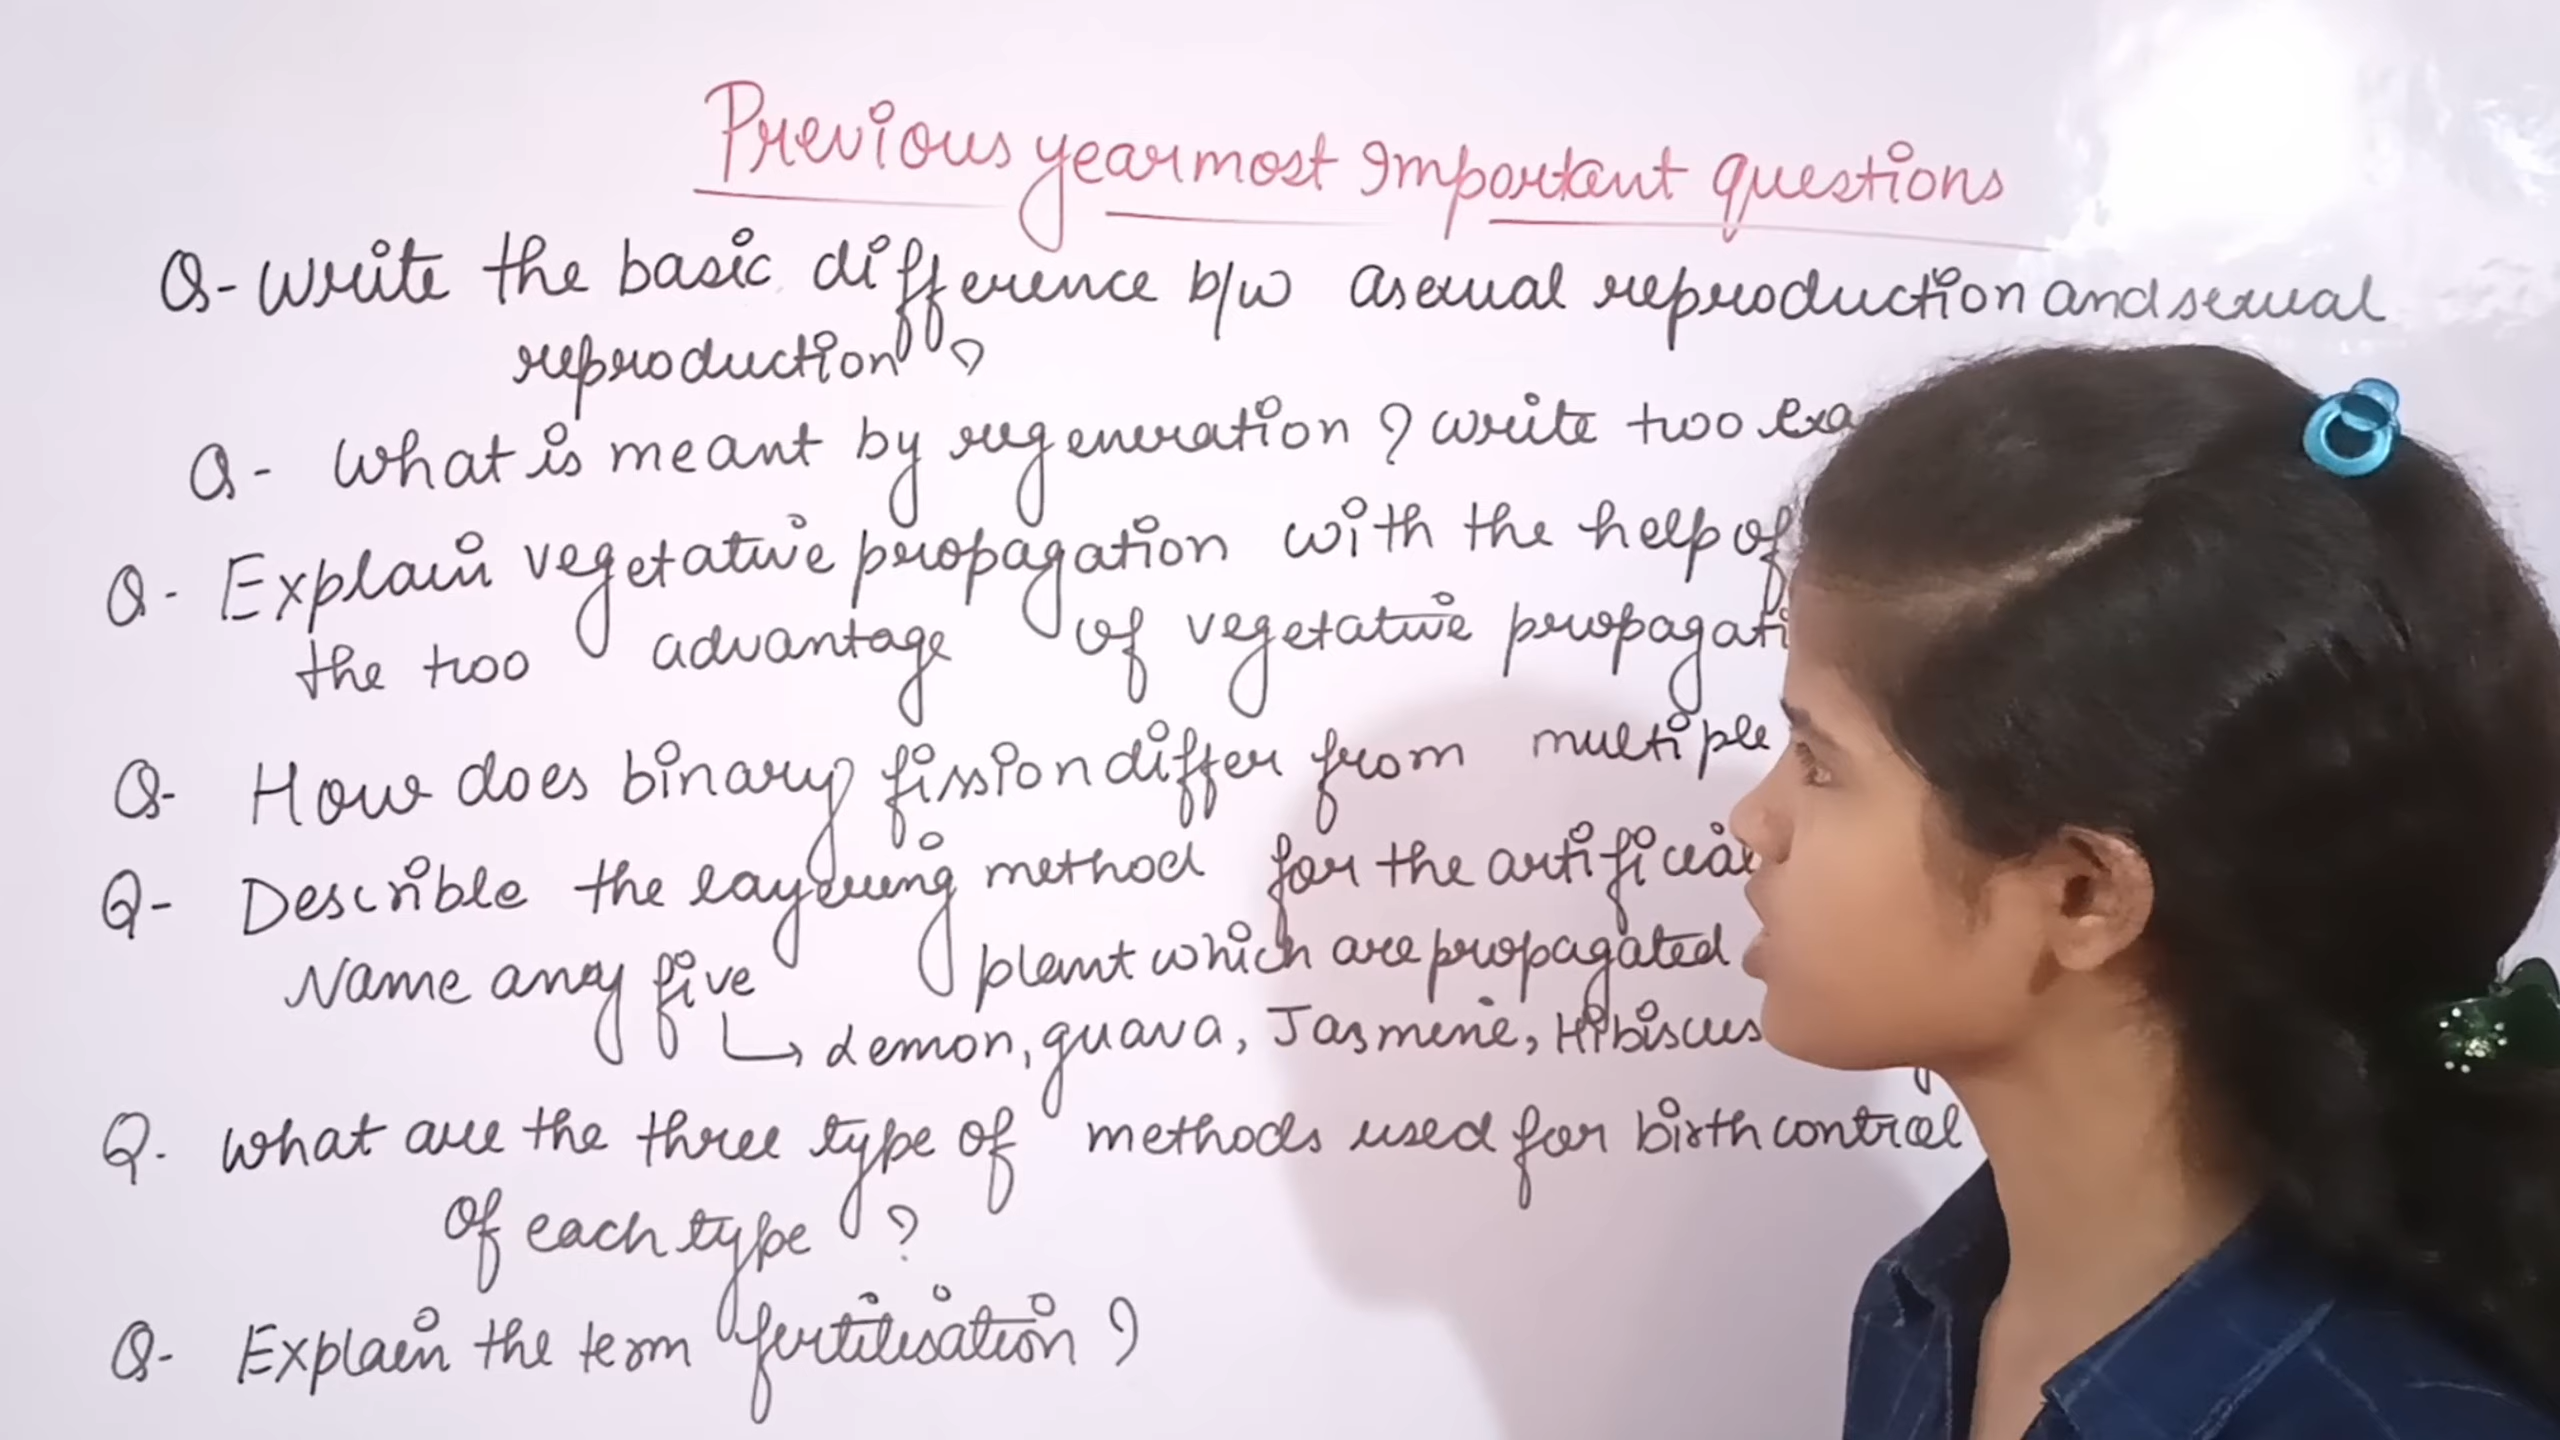 Previous year most Important questions
Q- Write the basic difference b/w asexual reproduction and sexual
reproduction?
Q- What is meant by regeneration? write two
Q- Explain vegetative propagation with the help of
the two advantage of vegetative
Q- How does binary fission differ from multiple
Q- Describle the layering method for the
Name any five plant which are propagated
↳ Lemon, guava, Jasmine, Hibiscus
Q. What are the three type of methods used for birth control
of each type?
Q- Explain the term fertilisation?